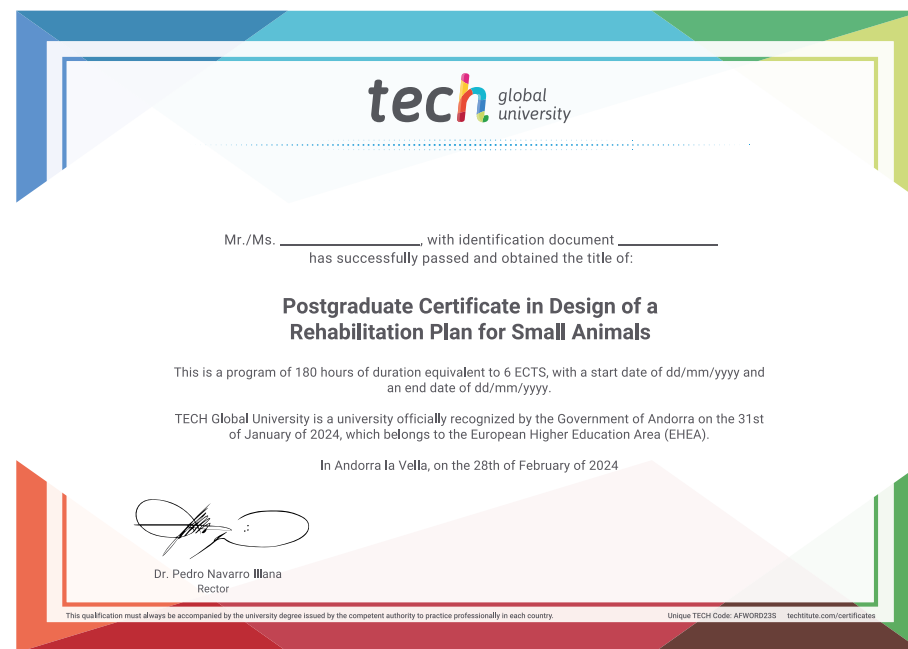 tech global
university
Mr./Ms. ____________________, with identification document ______________
has successfully passed and obtained the title of:
Postgraduate Certificate in Design of a
Rehabilitation Plan for Small Animals
This is a program of 180 hours of duration equivalent to 6 ECTS, with a start date of dd/mm/yyyy and
an end date of dd/mm/yyyy.
TECH Global University is a university officially recognized by the Government of Andorra on the 31st
of January of 2024, which belongs to the European Higher Education Area (EHEA).
In Andorra la Vella, on the 28th of February of 2024
Dr. Pedro Navarro Illana
Rector
This qualification must always be accompanied by the university degree issued by the competent authority to practice professionally in each country.
Unique TECH Code: AFWORD23S techtitute.com/certificates